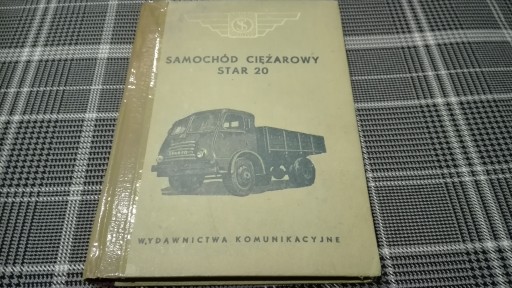 SAMOCHÓD CIĘŻAROWY
STAR 20
WYDAWNICTWA KOMUNIKACYJNE